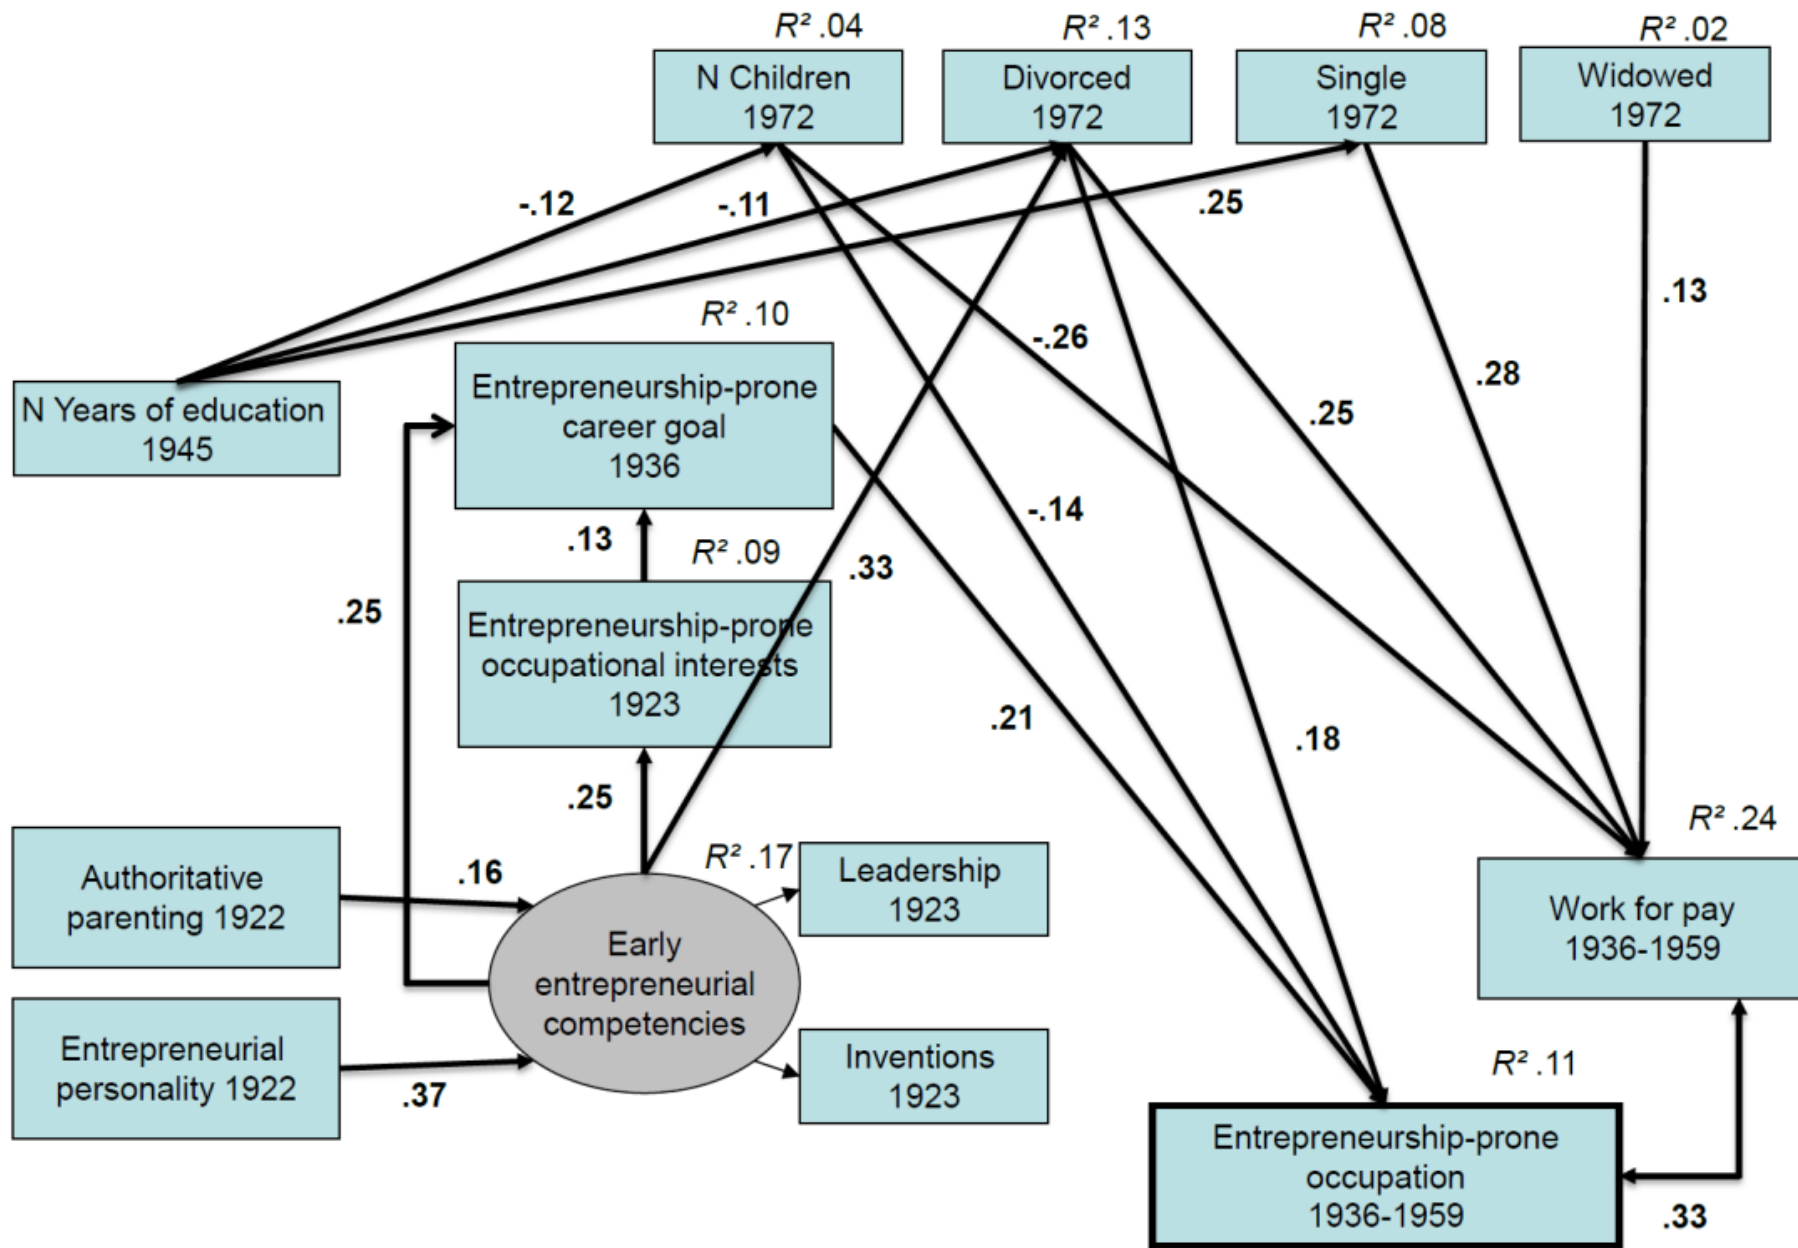 R² .04
R² .13
R² .08
R² .02
N Children
1972
Divorced
1972
Single
1972
Widowed
1972
-.12
-.11
.25
.13
R² .10
-.26
.28
N Years of education
1945
Entrepreneurship-prone
career goal
1936
.25
-.14
.13
R² .09
.33
.25
Entrepreneurship-prone
occupational interests
1923
.21
.18
.25
R² .24
Authoritative
parenting 1922
.16
R² .17
Leadership
1923
Work for pay
1936-1959
Early
entrepreneurial
competencies
Entrepreneurial
personality 1922
.37
Inventions
1923
R² .11
Entrepreneurship-prone
occupation
1936-1959
.33